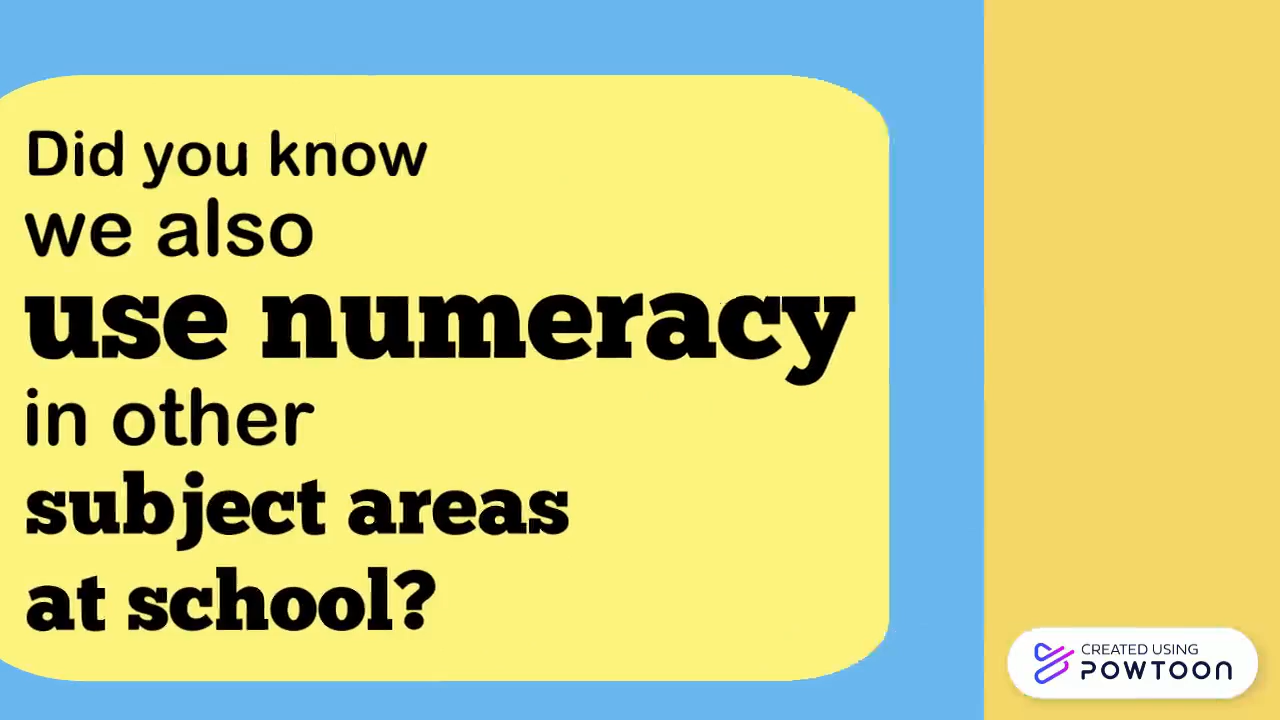 Did you know
we also
use numeracy
in other
subject areas
at school?
CREATED USING
POWTOON